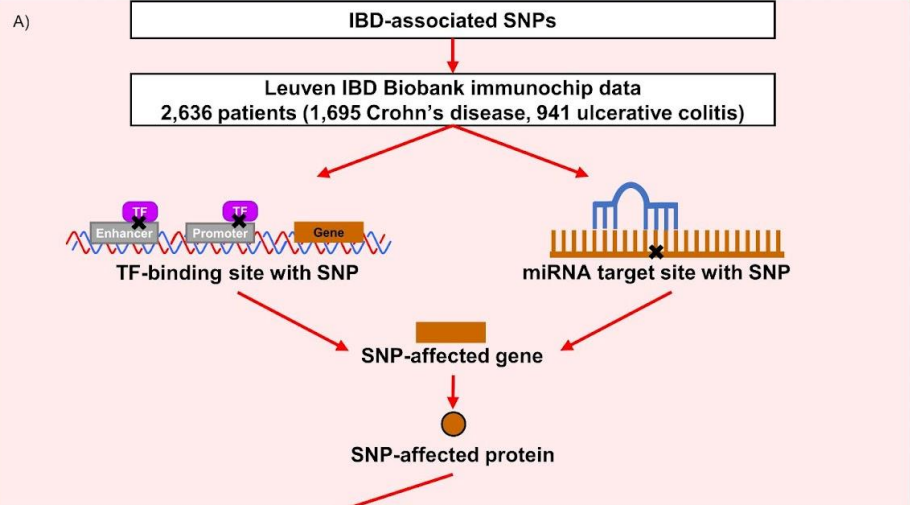 A)
IBD-associated SNPs
Leuven IBD Biobank immunochip data
2,636 patients (1,695 Crohn’s disease, 941 ulcerative colitis)
TF
TF
Enhancer
Promoter
Gene
TF-binding site with SNP
miRNA target site with SNP
SNP-affected gene
SNP-affected protein